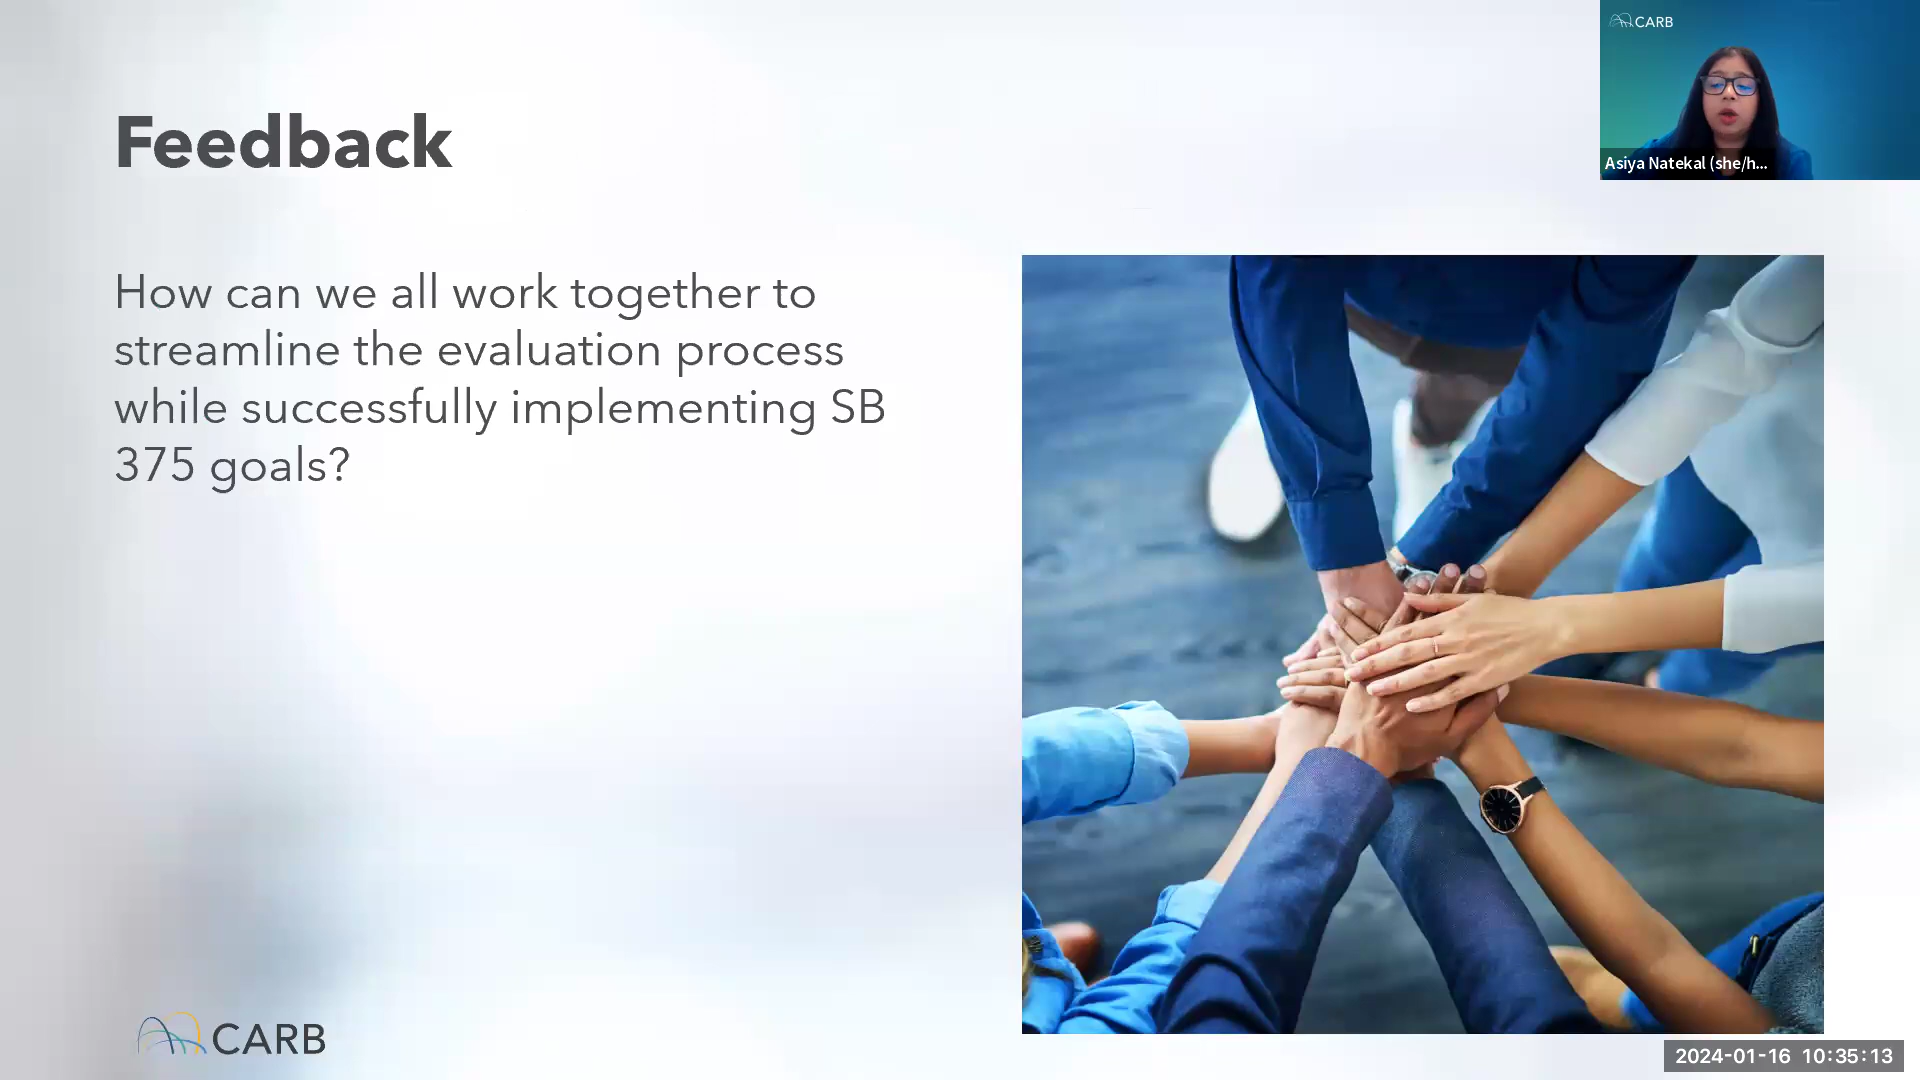 CARB
Asiya Natekal (she/h...
Feedback
How can we all work together to
streamline the evaluation process
while successfully implementing SB
375 goals?
CARB
2024-01-16 10:35:13